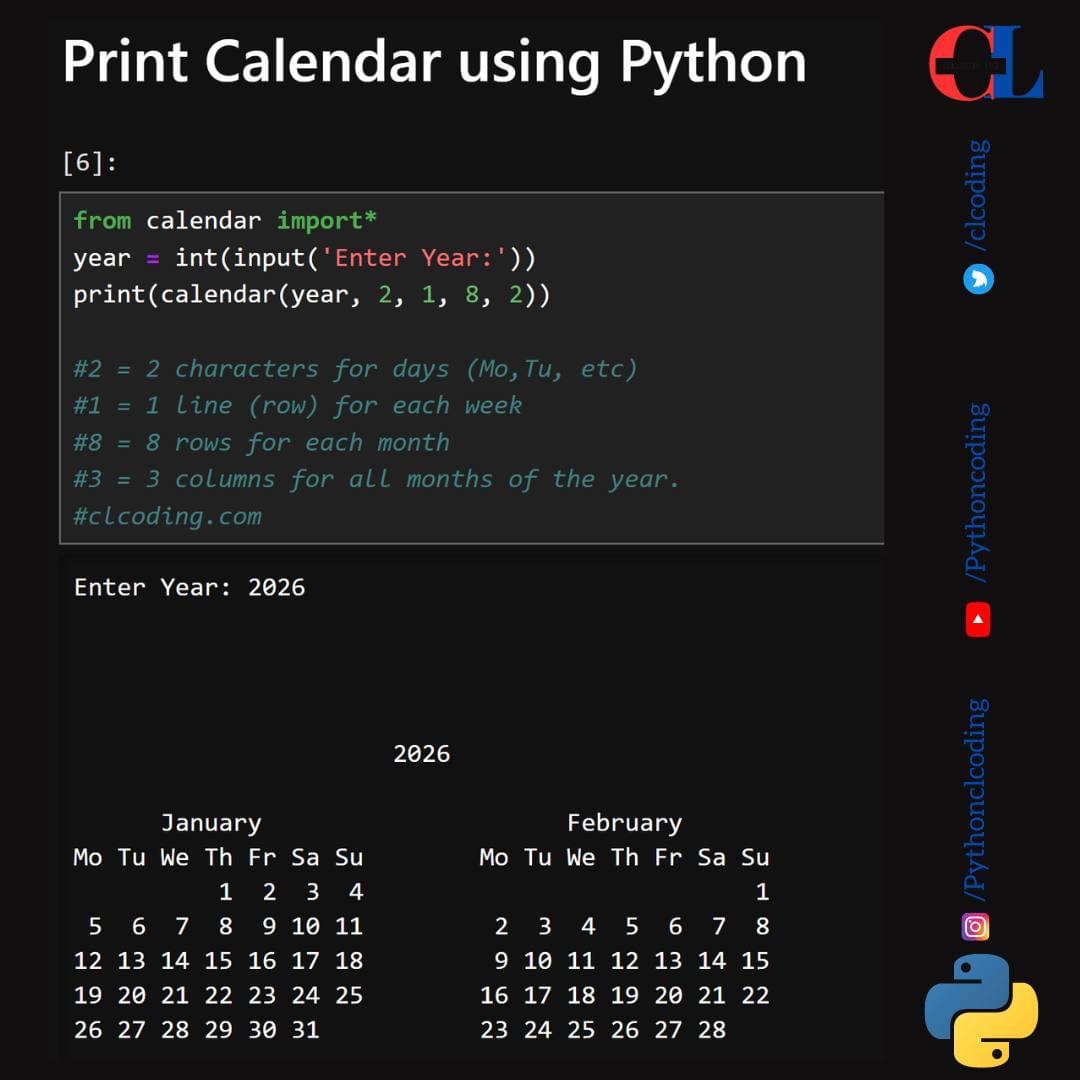 Print Calendar using Python
CL
[6]:
from calendar import*
year = int(input('Enter Year:'))
print(calendar(year, 2, 1, 8, 2))
#2 = 2 characters for days (Mo,Tu, etc)
#1 = 1 line (row) for each week
#8 = 8 rows for each month
#3 = 3 columns for all months of the year.
#clcoding.com
Enter Year: 2026
2026
January February
Mo Tu We Th Fr Sa Su Mo Tu We Th Fr Sa Su
1 2 3 4 1
5 6 7 8 9 10 11 2 3 4 5 6 7 8
12 13 14 15 16 17 18 9 10 11 12 13 14 15
19 20 21 22 23 24 25 16 17 18 19 20 21 22
26 27 28 29 30 31 23 24 25 26 27 28
/clcoding
/Pythoncoding
/Pythonclcoding